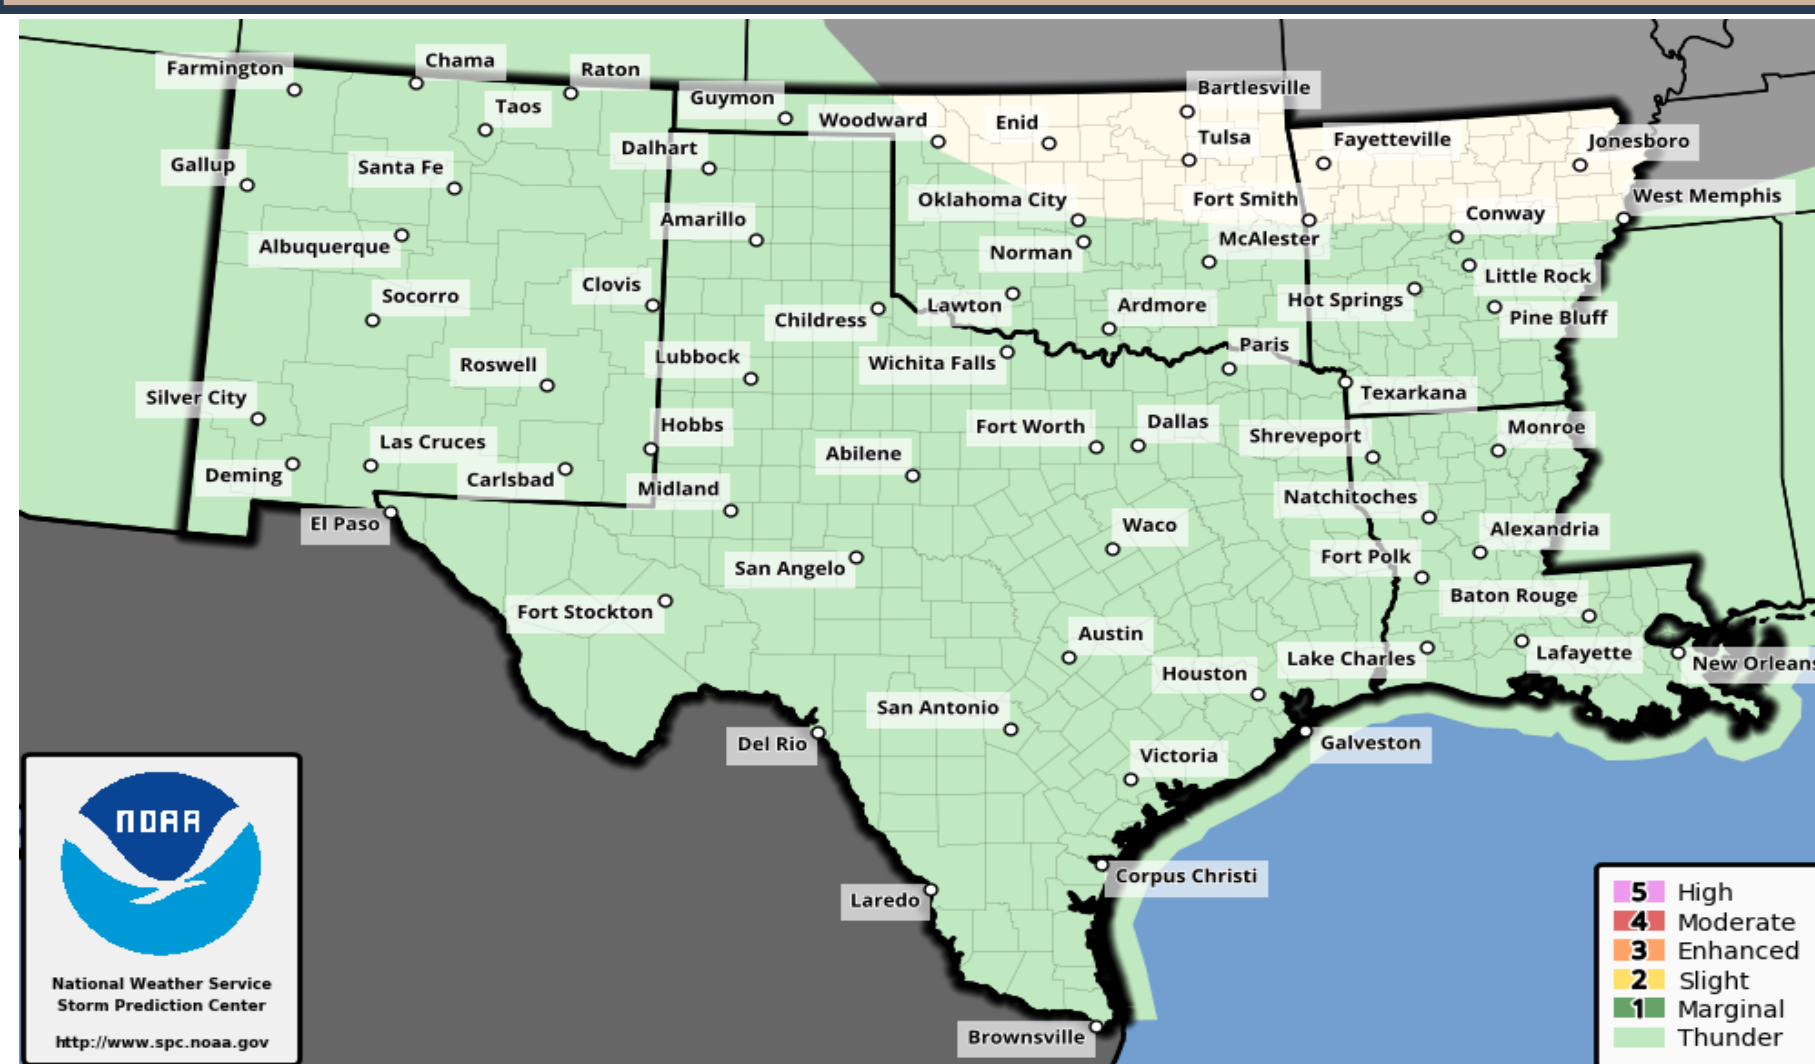 Farmington
Chama
Raton
Taos
Guymon
Woodward
Enid
Bartlesville
Tulsa
Fayetteville
Jonesboro
Gallup
Santa Fe
Dalhart
Oklahoma City
Fort Smith
West Memphis
Albuquerque
Amarillo
Norman
McAlester
Conway
Socorro
Clovis
Childress
Lawton
Ardmore
Hot Springs
Little Rock
Pine Bluff
Roswell
Lubbock
Wichita Falls
Paris
Texarkana
Silver City
Las Cruces
Hobbs
Fort Worth
Dallas
Shreveport
Monroe
Deming
Carlsbad
Midland
Abilene
Natchitoches
El Paso
Waco
Alexandria
San Angelo
Fort Polk
Fort Stockton
Austin
Baton Rouge
Houston
Lake Charles
Lafayette
New Orleans
San Antonio
Del Rio
Victoria
Galveston
Laredo
Corpus Christi
Brownsville
NOAA
National Weather Service
Storm Prediction Center
http://www.spc.noaa.gov
5 High
4 Moderate
3 Enhanced
2 Slight
1 Marginal
Thunder